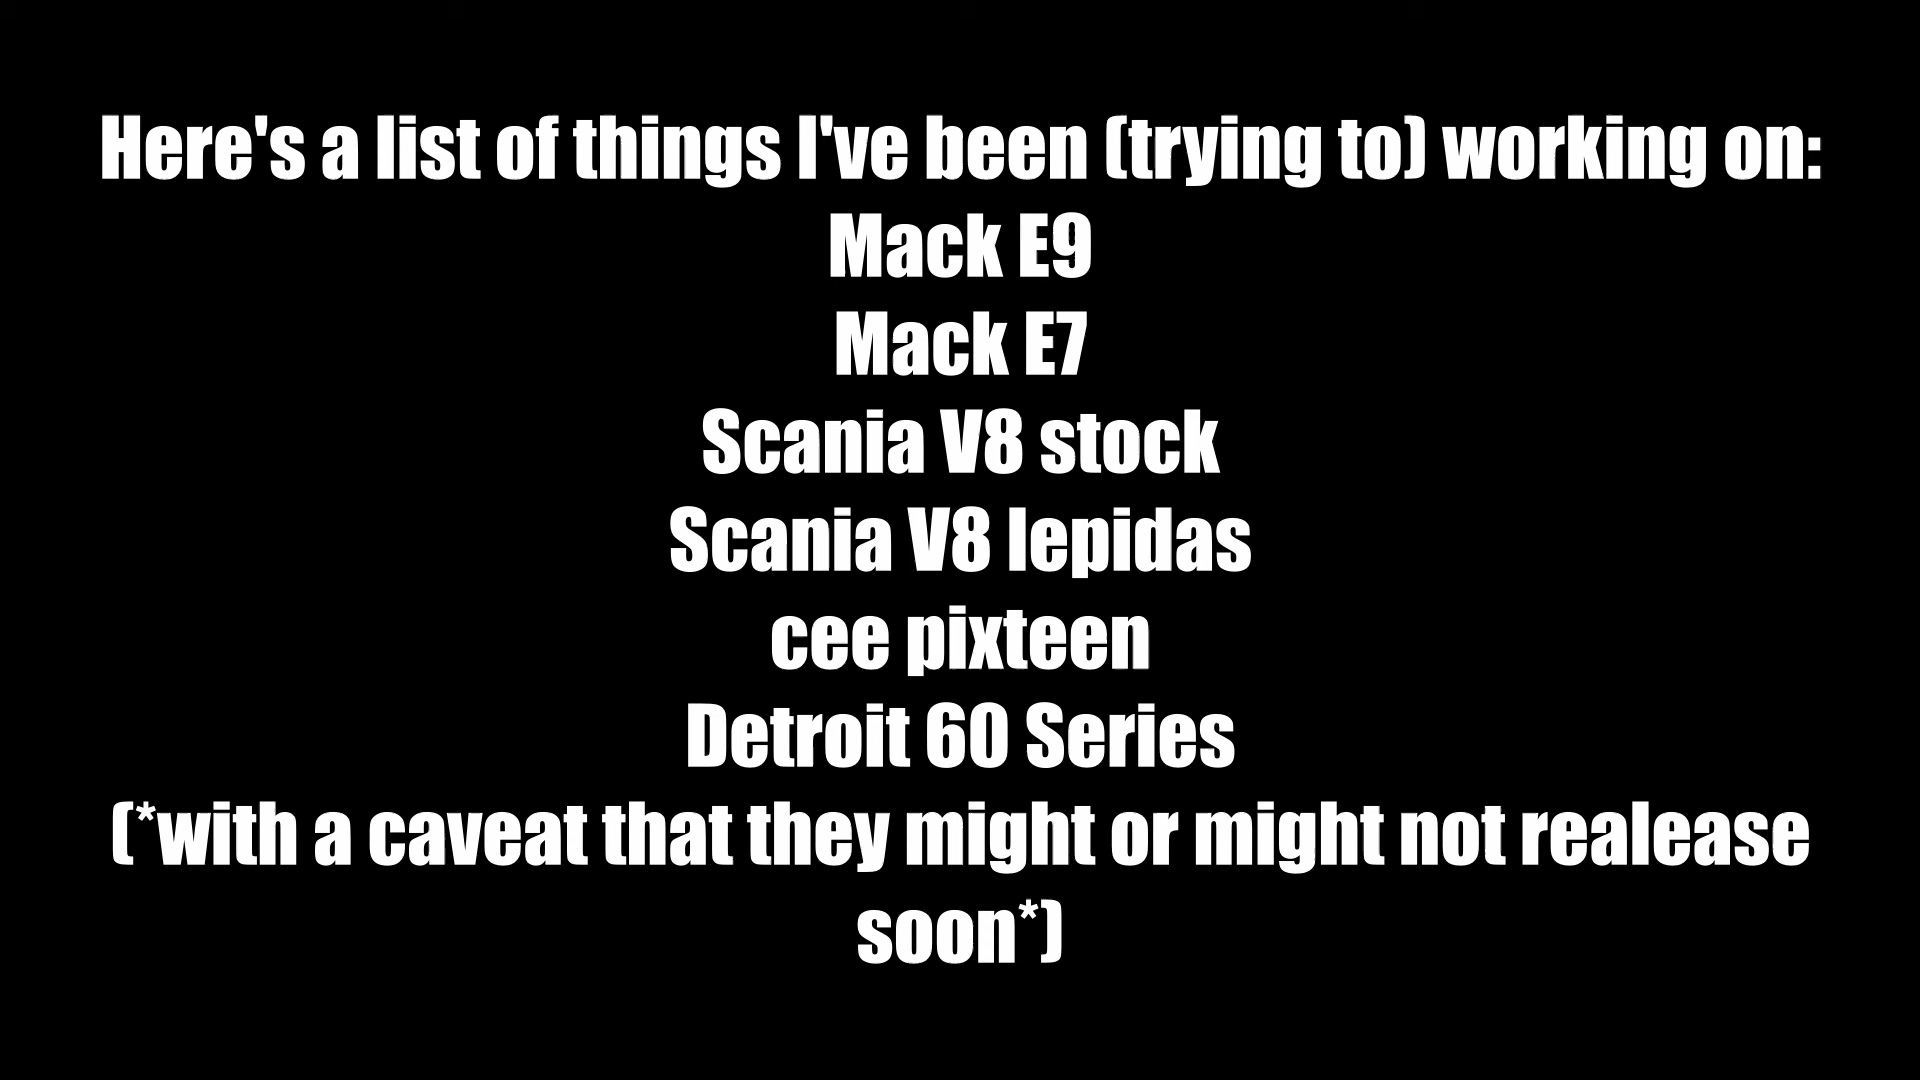 Here's a list of things I've been (trying to) working on:
Mack E9
Mack E7
Scania V8 stock
Scania V8 lepidas
cee pixteen
Detroit 60 Series
(*with a caveat that they might or might not realease
soon*)